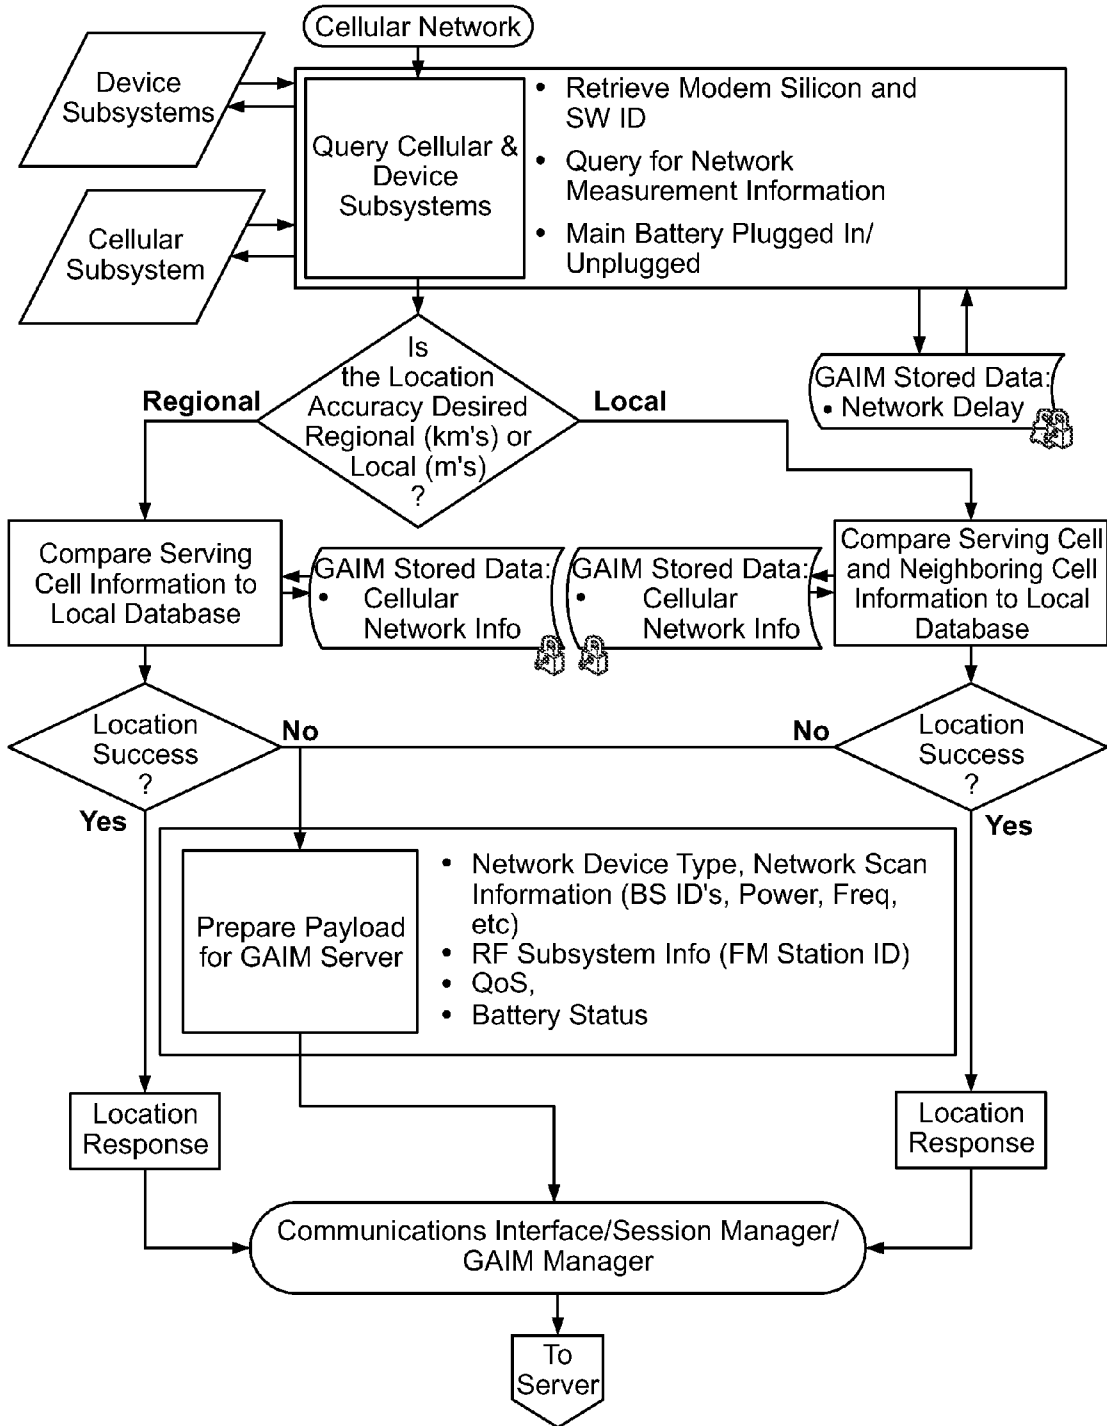 Cellular Network
Device
Subsystems
Query Cellular &
Device
Subsystems
• Retrieve Modem Silicon and
SW ID
• Query for Network
Measurement Information
• Main Battery Plugged In/
Unplugged
Cellular
Subsystem
Is
the Location
Accuracy Desired
Regional (km's) or
Local (m's)
?
Regional
Local
GAIM Stored Data:
• Network Delay
Compare Serving
Cell Information to
Local Database
GAIM Stored Data:
• Cellular
Network Info
GAIM Stored Data:
• Cellular
Network Info
Compare Serving Cell
and Neighboring Cell
Information to Local
Database
Location
Success
?
No
No
Location
Success
?
Yes
Yes
Prepare Payload
for GAIM Server
• Network Device Type, Network Scan
Information (BS ID's, Power, Freq,
etc)
• RF Subsystem Info (FM Station ID)
• QoS,
• Battery Status
Location
Response
Location
Response
Communications Interface/Session Manager/
GAIM Manager
To
Server